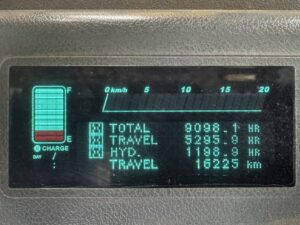 F
0 km/h 5 10 15 20
E
CHARGE
DAY /
TOTAL 9098.1 HR
TRAVEL 5295.9 HR
HYD. 1198.9 HR
TRAVEL 16225 km